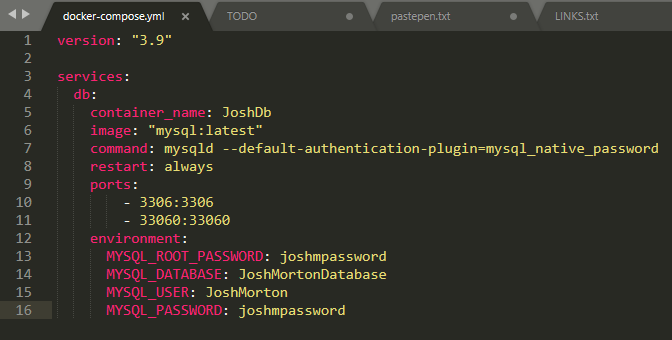 docker-compose.yml × TODO pastepen.txt LINKS.txt
1 version: "3.9"
2
3 services:
4 db:
5 container_name: JoshDb
6 image: "mysql:latest"
7 command: mysqld --default-authentication-plugin=mysql_native_password
8 restart: always
9 ports:
10 - 3306:3306
11 - 33060:33060
12 environment:
13 MYSQL_ROOT_PASSWORD: joshmpassword
14 MYSQL_DATABASE: JoshMortonDatabase
15 MYSQL_USER: JoshMorton
16 MYSQL_PASSWORD: joshmpassword